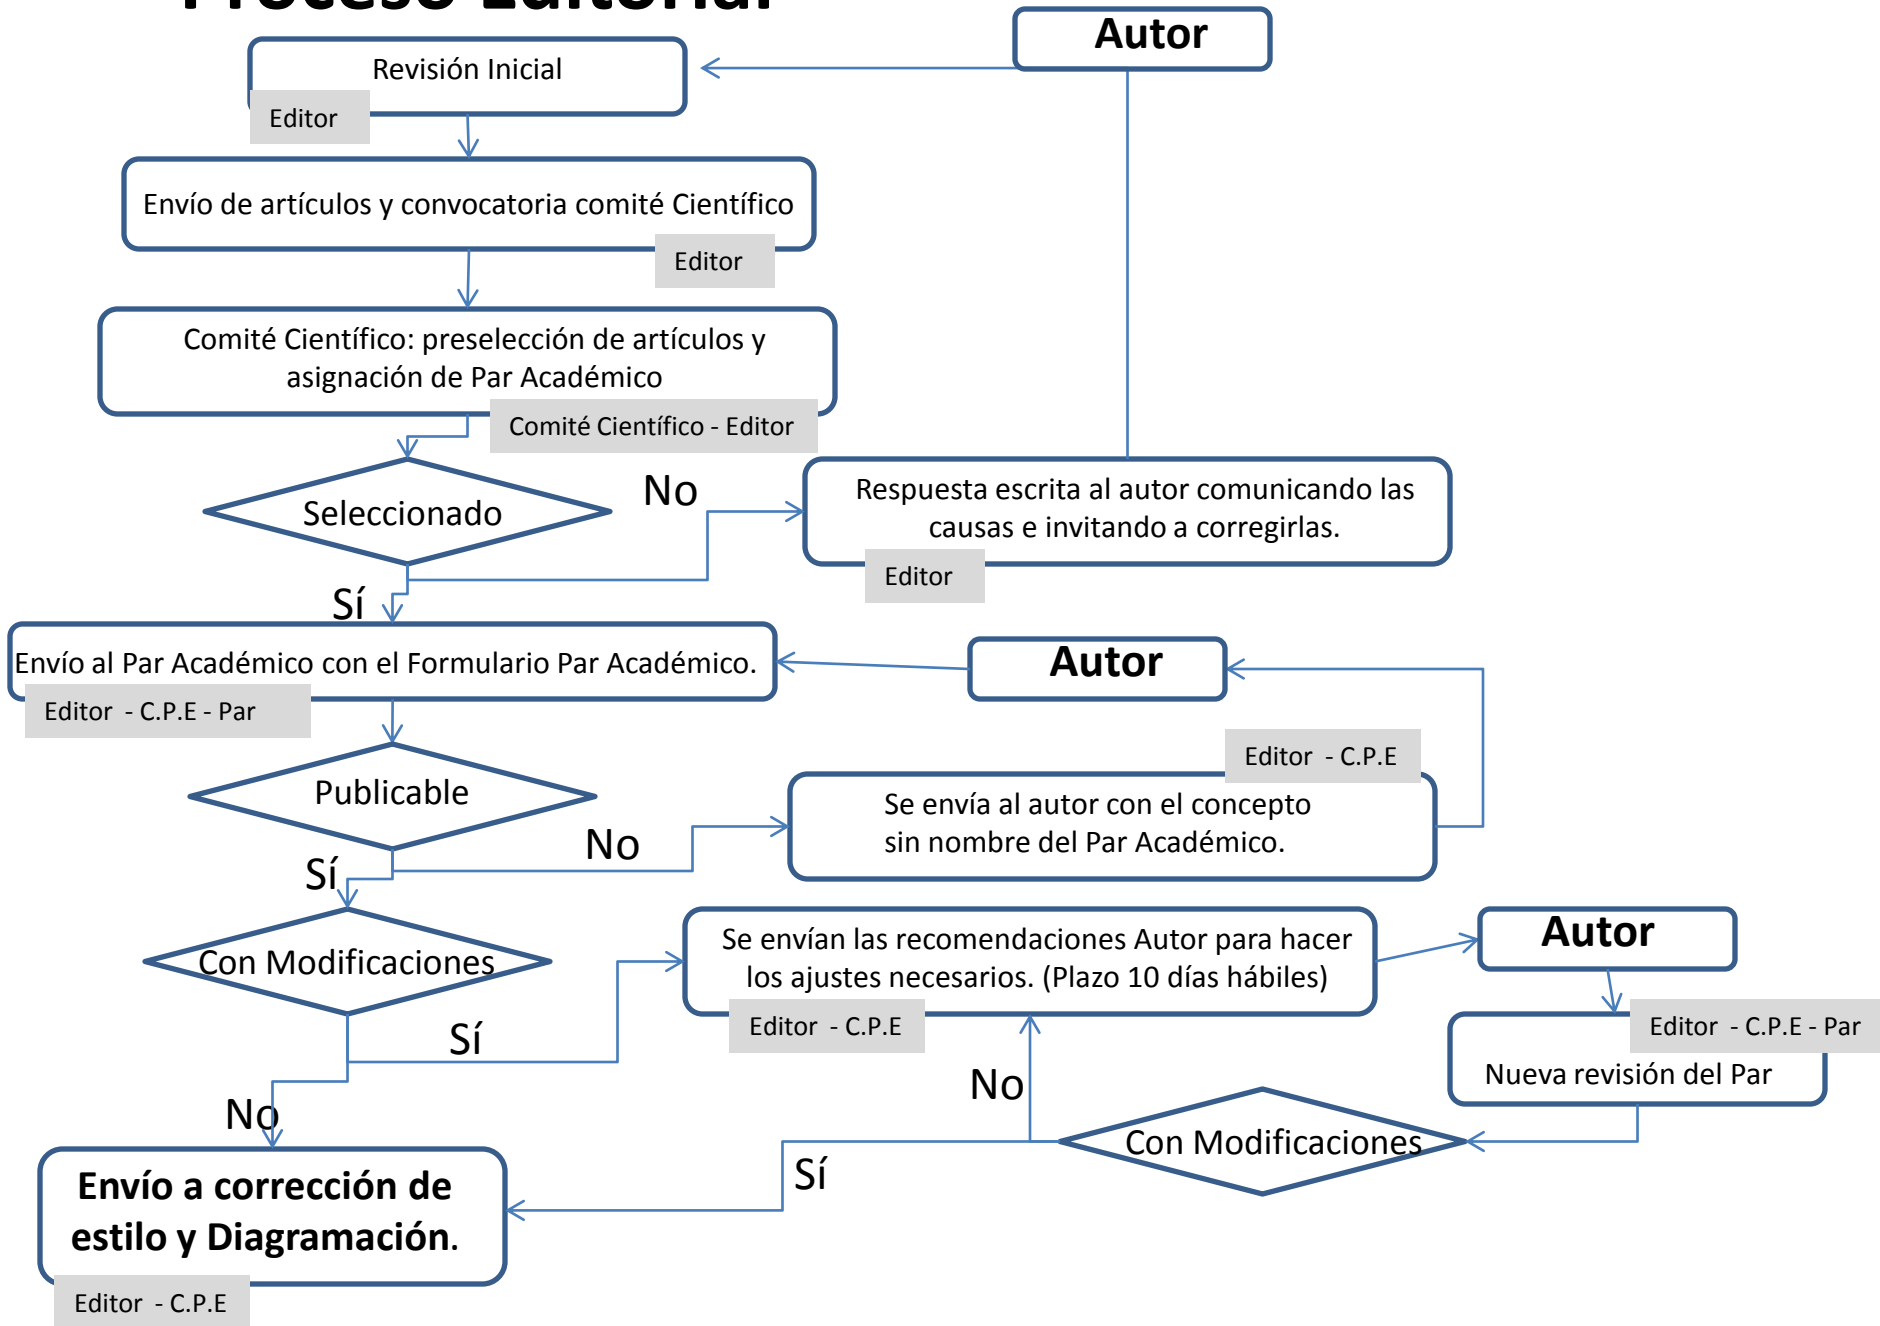 Proceso Editorial
Autor
Revisión Inicial
Editor
Envío de artículos y convocatoria comité Científico
Editor
Comité Científico: preselección de artículos y
asignación de Par Académico
Comité Científico - Editor
Seleccionado
No
Respuesta escrita al autor comunicando las
causas e invitando a corregirlas.
Editor
Sí
Envío al Par Académico con el Formulario Par Académico.
Editor - C.P.E - Par
Autor
Publicable
Editor - C.P.E
Se envía al autor con el concepto
sin nombre del Par Académico.
No
Sí
Con Modificaciones
Se envían las recomendaciones Autor para hacer
los ajustes necesarios. (Plazo 10 días hábiles)
Editor - C.P.E
Autor
Editor - C.P.E - Par
Nueva revisión del Par
Sí
No
No
Con Modificaciones
Sí
Envío a corrección de
estilo y Diagramación.
Editor - C.P.E